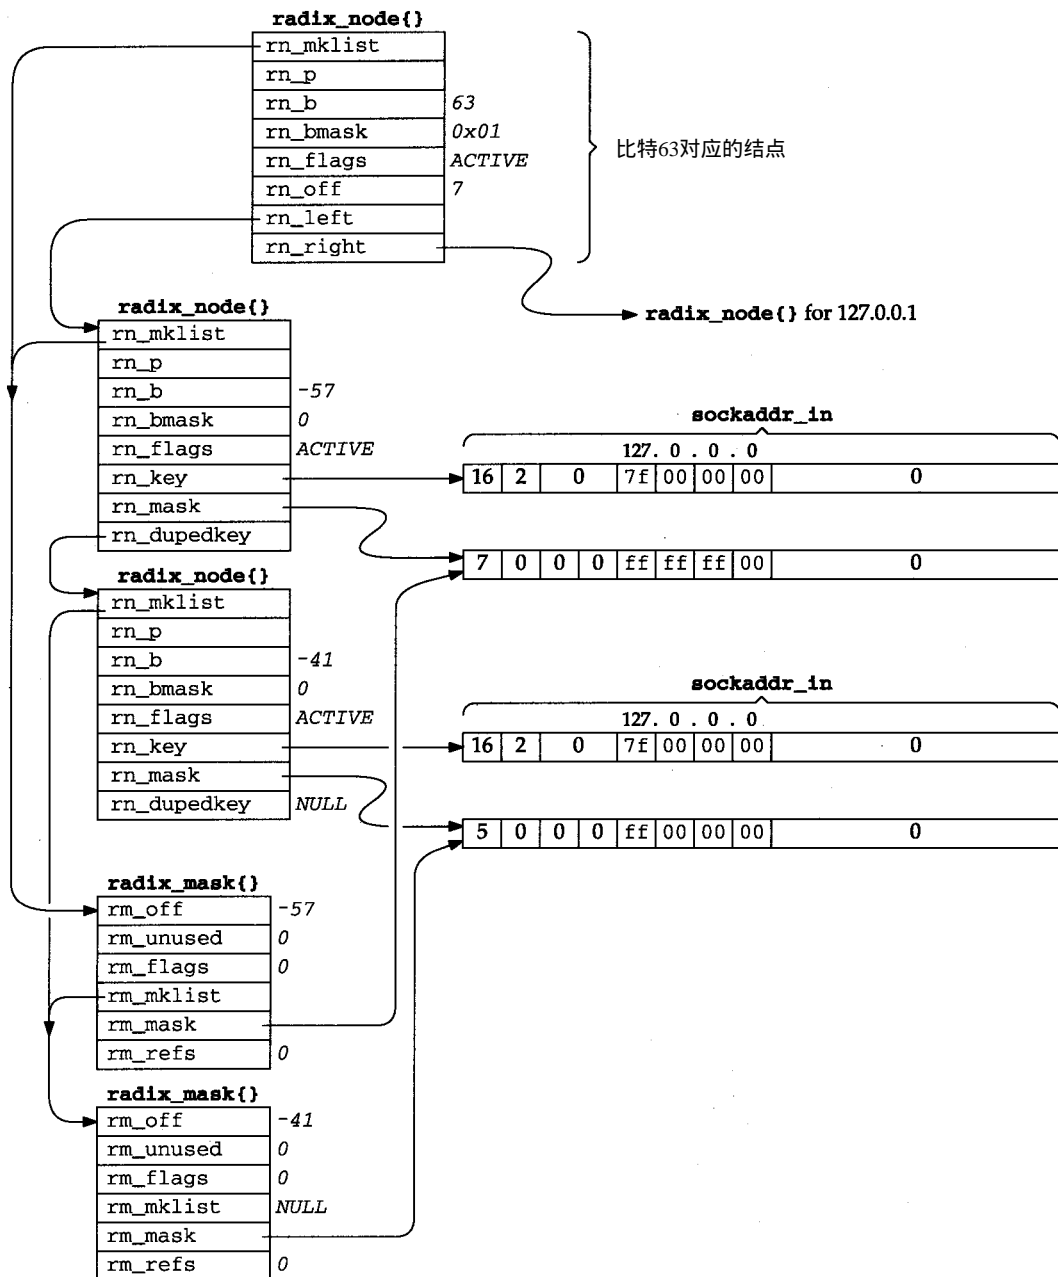 radix_node{}
rn_mklist
rn_p
rn_b 63
rn_bmask 0x01
rn_flags ACTIVE
rn_off 7
rn_left
rn_right
比特63对应的结点
radix_node{} for 127.0.0.1
radix_node{}
rn_mklist
rn_p
rn_b -57
rn_bmask 0
rn_flags ACTIVE
rn_key
rn_mask
rn_dupedkey
sockaddr_in
127. 0 . 0 . 0
16 2 0 7f 00 00 00 0
7 0 0 0 ff ff ff 00 0
radix_node{}
rn_mklist
rn_p
rn_b -41
rn_bmask 0
rn_flags ACTIVE
rn_key
rn_mask
rn_dupedkey NULL
sockaddr_in
127. 0 . 0 . 0
16 2 0 7f 00 00 00 0
5 0 0 0 ff 00 00 00 0
radix_mask{}
rm_off -57
rm_unused 0
rm_flags 0
rm_mklist
rm_mask
rm_refs 0
radix_mask{}
rm_off -41
rm_unused 0
rm_flags 0
rm_mklist NULL
rm_mask
rm_refs 0